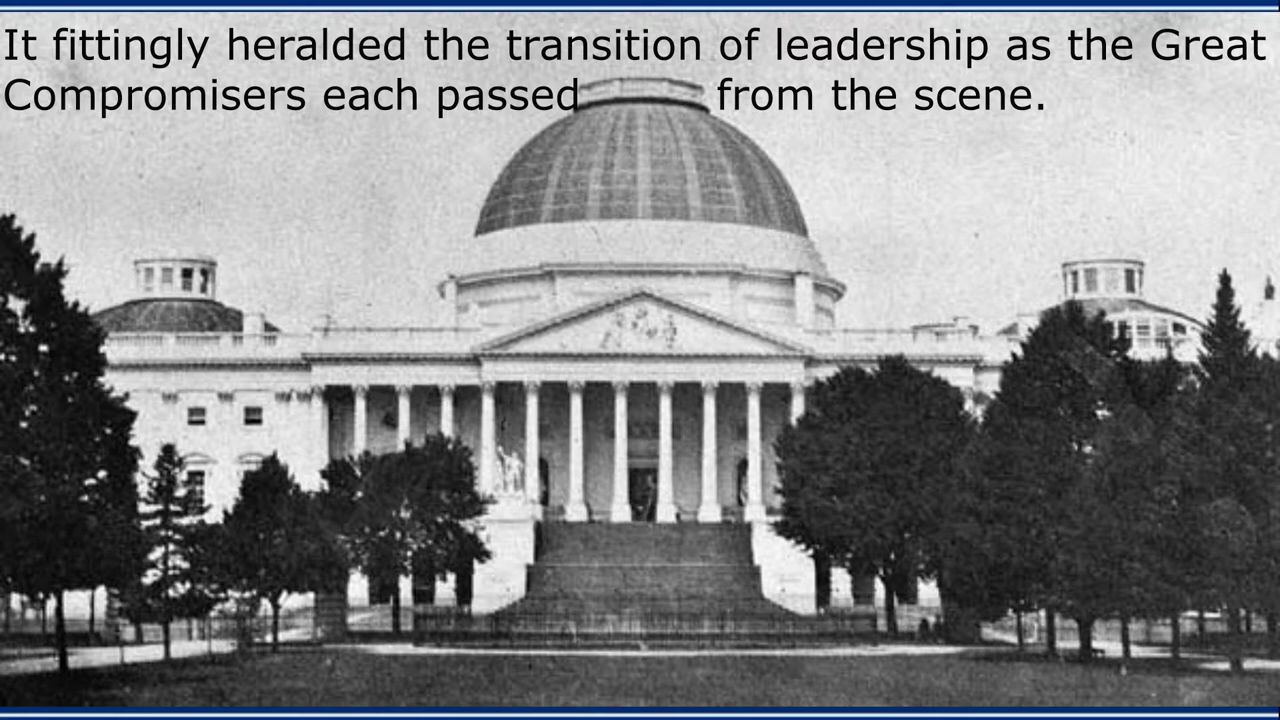 It fittingly heralded the transition of leadership as the Great
Compromisers each passed from the scene.